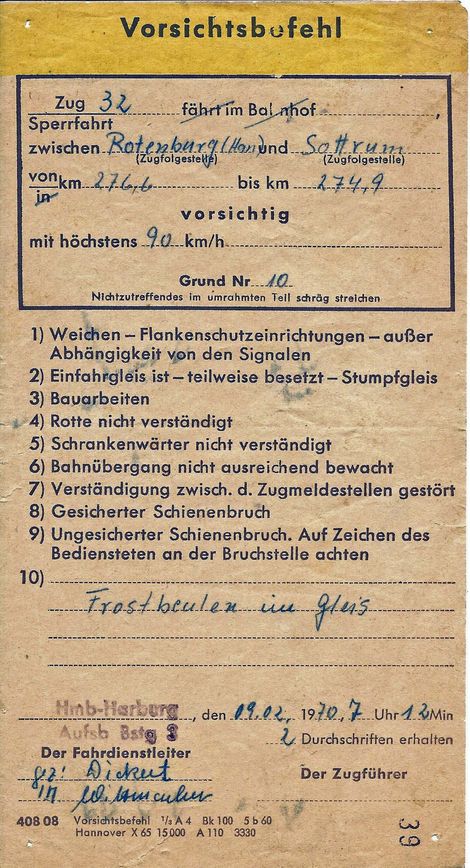 Vorsichtsbefehl
Zug 32 fährt im Bahnhof
Sperrfahrt
zwischen Rotenburg (Han) und Sottrum
(Zugfolgestelle) (Zugfolgestelle)
von km 276,6 bis km 274,9
in
vorsichtig
mit höchstens 90 km/h
Grund Nr 10
Nichtzutreffendes im umrahmten Teil schräg streichen
1) Weichen – Flankenschutzeinrichtungen – außer
Abhängigkeit von den Signalen
2) Einfahrgleis ist – teilweise besetzt – Stumpfgleis
3) Bauarbeiten
4) Rotte nicht verständigt
5) Schrankenwärter nicht verständigt
6) Bahnübergang nicht ausreichend bewacht
7) Verständigung zwisch. d. Zugmeldestellen gestört
8) Gesicherter Schienenbruch
9) Ungesicherter Schienenbruch. Auf Zeichen des
Bediensteten an der Bruchstelle achten
10)
Frostbeulen im Gleis
Hmb-Harburg, den 09.02. 1970, 7 Uhr 12 Min
Aufsb Bstg 3
2 Durchschriften erhalten
Der Fahrdienstleiter
gez: Dickert
Der Zugführer
408 08 Vorsichtsbefehl 1/3 A 4 Bk 100 5 b 60
Hannover X 65 15 000 A 110 3330
39